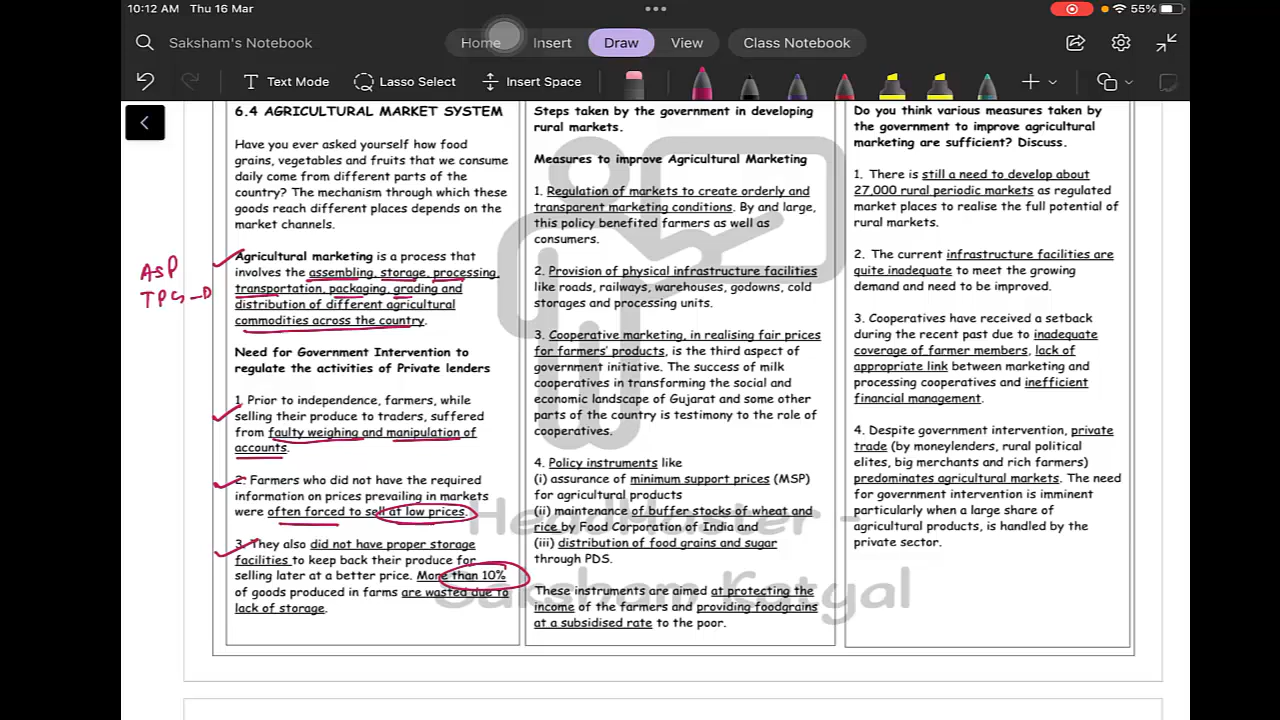 10:12 AM Thu 16 Mar
55%
Saksham's Notebook
Home Insert Draw View Class Notebook
Text Mode Lasso Select Insert Space
6.4 AGRICULTURAL MARKET SYSTEM
Have you ever asked yourself how food
grains, vegetables and fruits that we consume
daily come from different parts of the
country? The mechanism through which these
goods reach different places depends on the
market channels.
Agricultural marketing is a process that
involves the assembling, storage, processing,
transportation, packaging, grading and
distribution of different agricultural
commodities across the country.
ASP
TPG-D
Need for Government Intervention to
regulate the activities of Private lenders
1. Prior to independence, farmers, while
selling their produce to traders, suffered
from faulty weighing and manipulation of
accounts.
2. Farmers who did not have the required
information on prices prevailing in markets
were often forced to sell at low prices.
3. They also did not have proper storage
facilities to keep back their produce for
selling later at a better price. More than 10%
of goods produced in farms are wasted due to
lack of storage.
Steps taken by the government in developing
rural markets.
Measures to improve Agricultural Marketing
1. Regulation of markets to create orderly and
transparent marketing conditions. By and large,
this policy benefited farmers as well as
consumers.
2. Provision of physical infrastructure facilities
like roads, railways, warehouses, godowns, cold
storages and processing units.
3. Cooperative marketing, in realising fair prices
for farmers' products, is the third aspect of
government initiative. The success of milk
cooperatives in transforming the social and
economic landscape of Gujarat and some other
parts of the country is testimony to the role of
cooperatives.
4. Policy instruments like
(i) assurance of minimum support prices (MSP)
for agricultural products
(ii) maintenance of buffer stocks of wheat and
rice by Food Corporation of India and
(iii) distribution of food grains and sugar
through PDS.
These instruments are aimed at protecting the
income of the farmers and providing foodgrains
at a subsidised rate to the poor.
Do you think various measures taken by
the government to improve agricultural
marketing are sufficient? Discuss.
1. There is still a need to develop about
27,000 rural periodic markets as regulated
market places to realise the full potential of
rural markets.
2. The current infrastructure facilities are
quite inadequate to meet the growing
demand and need to be improved.
3. Cooperatives have received a setback
during the recent past due to inadequate
coverage of farmer members, lack of
appropriate link between marketing and
processing cooperatives and inefficient
financial management.
4. Despite government intervention, private
trade (by moneylenders, rural political
elites, big merchants and rich farmers)
predominates agricultural markets. The need
for government intervention is imminent
particularly when a large share of
agricultural products, is handled by the
private sector.
HeadHuster -
Saksham Katyal